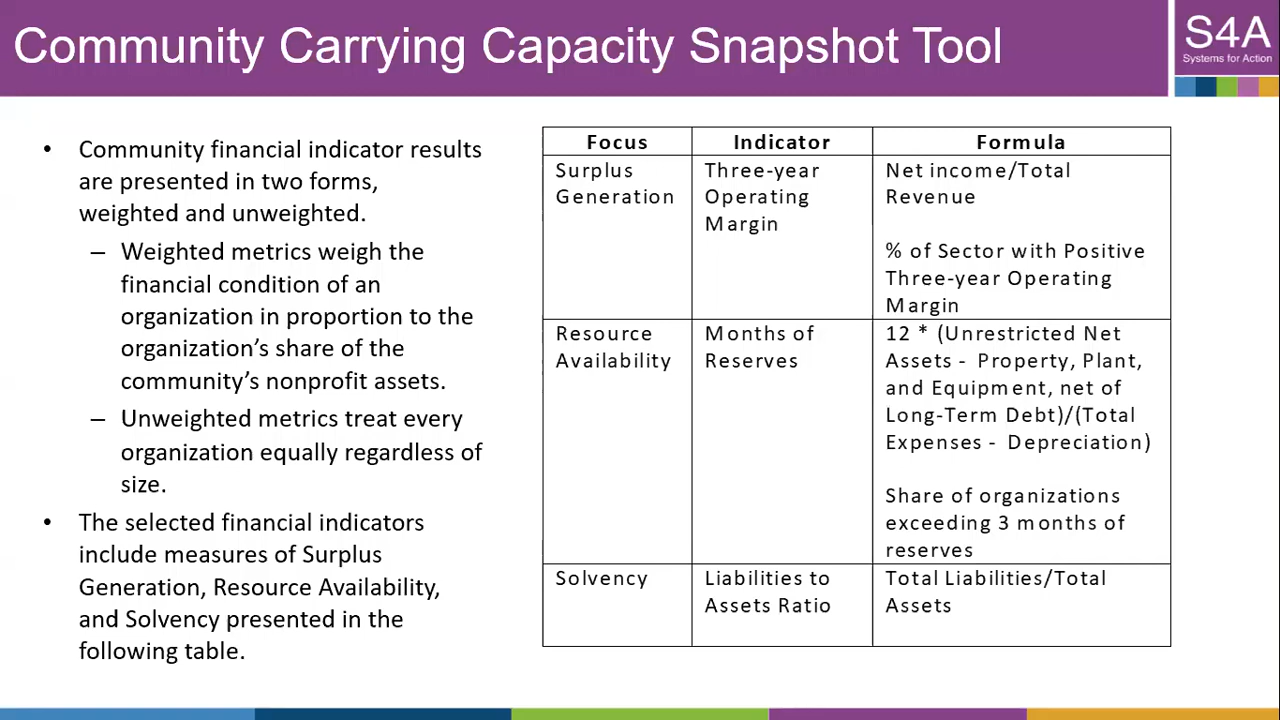 Community Carrying Capacity Snapshot Tool
S4A
Systems for Action
• Community financial indicator results
are presented in two forms,
weighted and unweighted.
– Weighted metrics weigh the
financial condition of an
organization in proportion to the
organization’s share of the
community’s nonprofit assets.
– Unweighted metrics treat every
organization equally regardless of
size.
• The selected financial indicators
include measures of Surplus
Generation, Resource Availability,
and Solvency presented in the
following table.
Focus
Indicator
Formula
Surplus
Generation
Three-year
Operating
Margin
Net income/Total
Revenue
% of Sector with Positive
Three-year Operating
Margin
Resource
Availability
Months of
Reserves
12 * (Unrestricted Net
Assets - Property, Plant,
and Equipment, net of
Long-Term Debt)/(Total
Expenses - Depreciation)
Share of organizations
exceeding 3 months of
reserves
Solvency
Liabilities to
Assets Ratio
Total Liabilities/Total
Assets